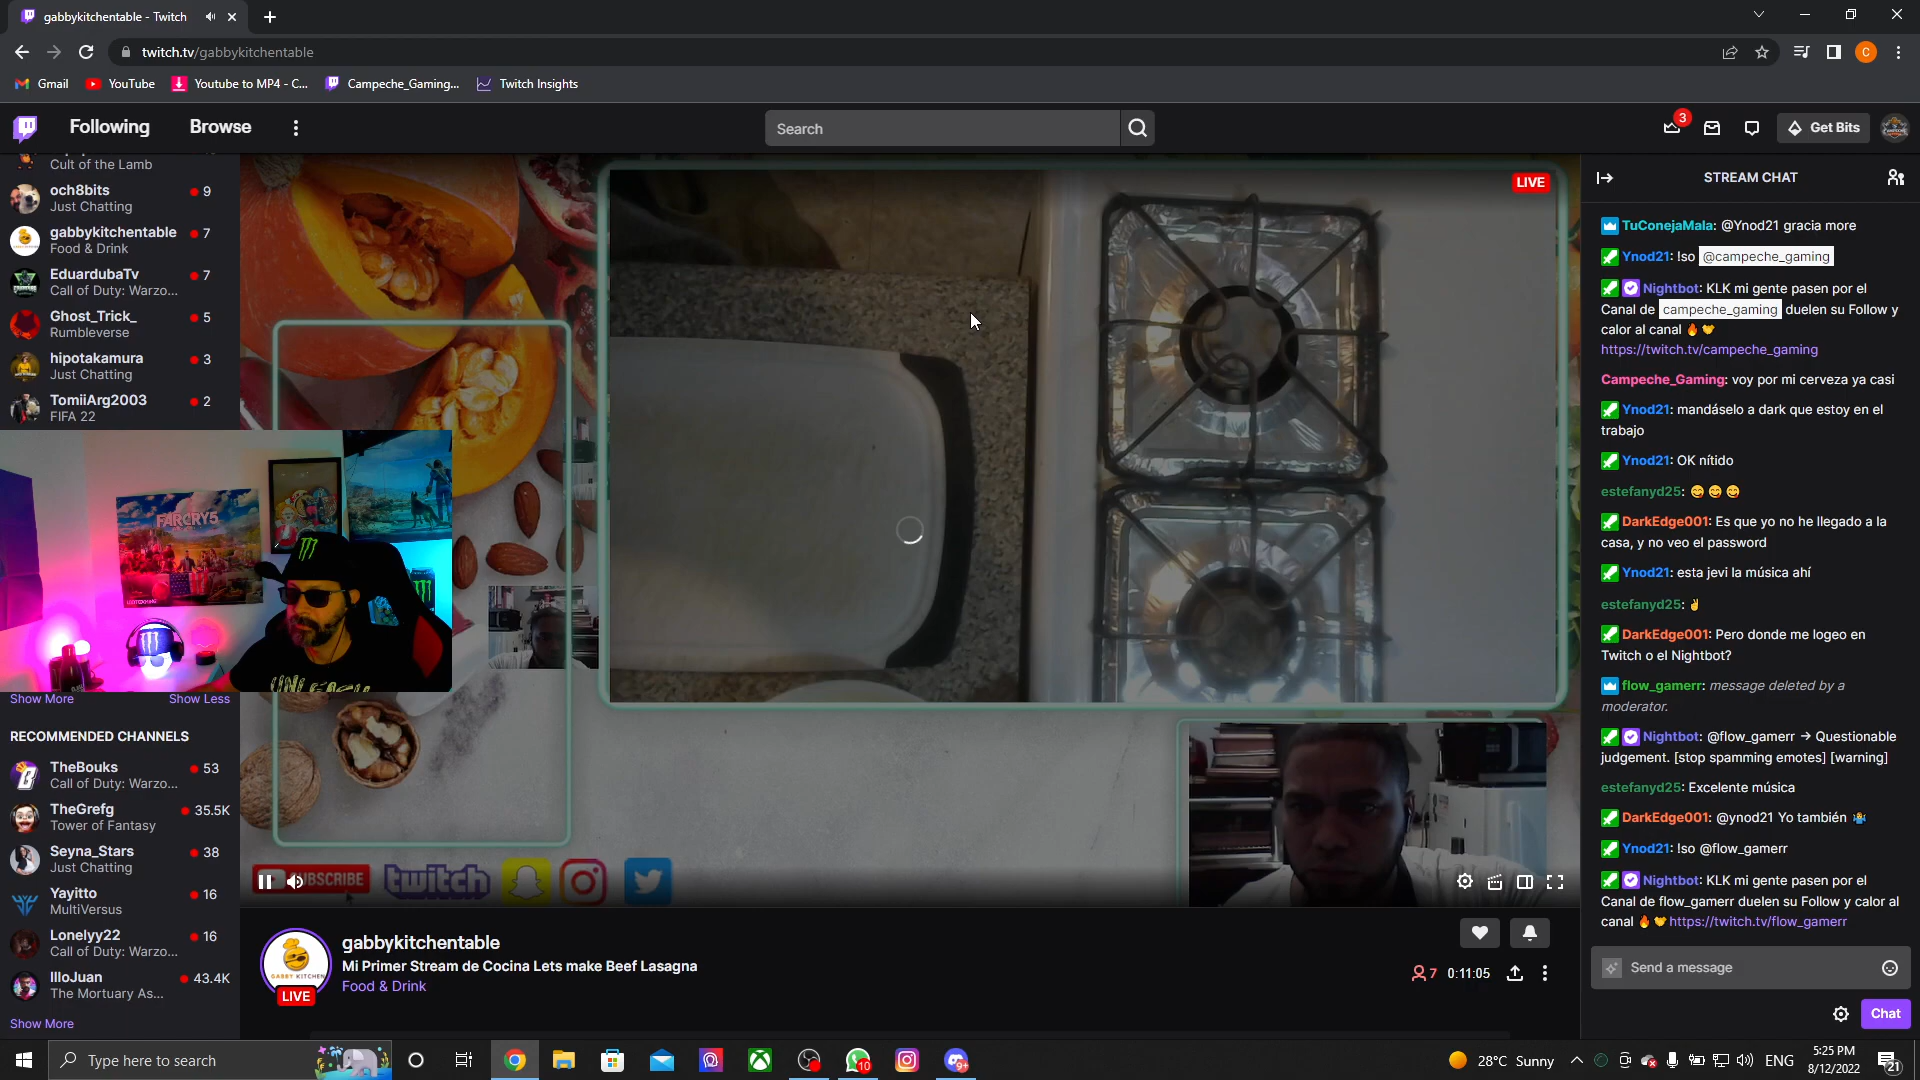 gabbykitchentable - Twitch
twitch.tv/gabbykitchentable
C
Gmail
YouTube
Youtube to MP4 - C...
Campeche_Gaming...
Twitch Insights
Following
Browse
Search
3
Get Bits
Cult of the Lamb
och8bits
9
Just Chatting
gabbykitchentable
7
Food & Drink
EduardubaTv
7
Call of Duty: Warzo...
Ghost_Trick_
5
Rumbleverse
hipotakamura
3
Just Chatting
TomiiArg2003
2
FIFA 22
FARCRY5
UNLEASH
Show More
Show Less
RECOMMENDED CHANNELS
TheBouks
53
Call of Duty: Warzo...
TheGrefg
35.5K
Tower of Fantasy
Seyna_Stars
38
Just Chatting
Yayitto
16
MultiVersus
Lonelyy22
16
Call of Duty: Warzo...
IlloJuan
43.4K
The Mortuary As...
Show More
LIVE
SUBSCRIBE
twitch
GABBY KITCHEN
LIVE
gabbykitchentable
Mi Primer Stream de Cocina Lets make Beef Lasagna
Food & Drink
7
0:11:05
STREAM CHAT
TuConejaMala: @Ynod21 gracia more
Ynod21: !so @campeche_gaming
Nightbot: KLK mi gente pasen por el
Canal de campeche_gaming duelen su Follow y
calor al canal 🔥 🤝
https://twitch.tv/campeche_gaming
Campeche_Gaming: voy por mi cerveza ya casi
Ynod21: mandáselo a dark que estoy en el
trabajo
Ynod21: OK nítido
estefanyd25: 😋 😋 😋
DarkEdge001: Es que yo no he llegado a la
casa, y no veo el password
Ynod21: esta jevi la música ahí
estefanyd25: ✌
DarkEdge001: Pero donde me logeo en
Twitch o el Nightbot?
flow_gamerr: message deleted by a
moderator.
Nightbot: @flow_gamerr → Questionable
judgement. [stop spamming emotes] [warning]
estefanyd25: Excelente música
DarkEdge001: @ynod21 Yo también 🤷
Ynod21: !so @flow_gamerr
Nightbot: KLK mi gente pasen por el
Canal de flow_gamerr duelen su Follow y calor al
canal 🔥 🤝 https://twitch.tv/flow_gamerr
Send a message
Chat
Type here to search
10
9+
28°C Sunny
ENG
5:25 PM
8/12/2022
21